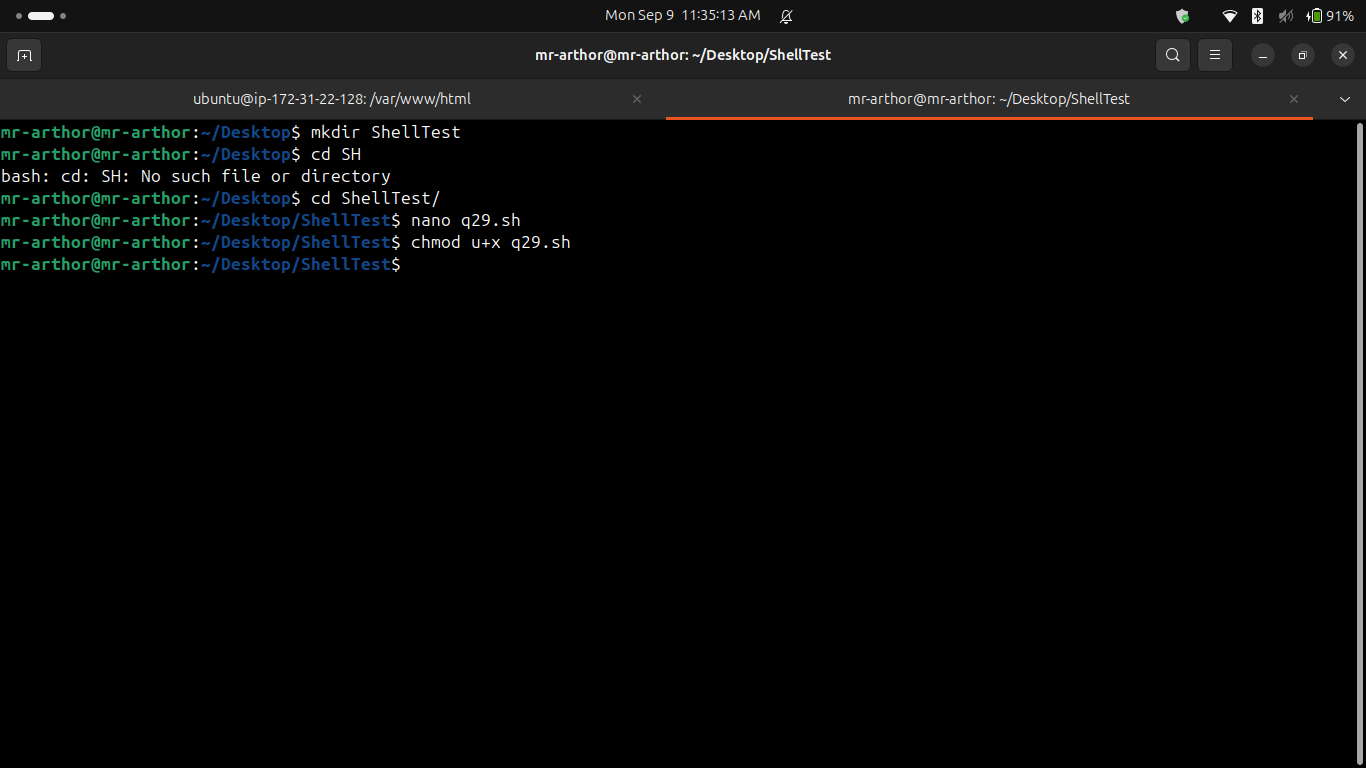 Mon Sep 9 11:35:13 AM
91%
mr-arthor@mr-arthor: ~/Desktop/ShellTest
ubuntu@ip-172-31-22-128: /var/www/html
mr-arthor@mr-arthor: ~/Desktop/ShellTest
mr-arthor@mr-arthor:~/Desktop$ mkdir ShellTest
mr-arthor@mr-arthor:~/Desktop$ cd SH
bash: cd: SH: No such file or directory
mr-arthor@mr-arthor:~/Desktop$ cd ShellTest/
mr-arthor@mr-arthor:~/Desktop/ShellTest$ nano q29.sh
mr-arthor@mr-arthor:~/Desktop/ShellTest$ chmod u+x q29.sh
mr-arthor@mr-arthor:~/Desktop/ShellTest$